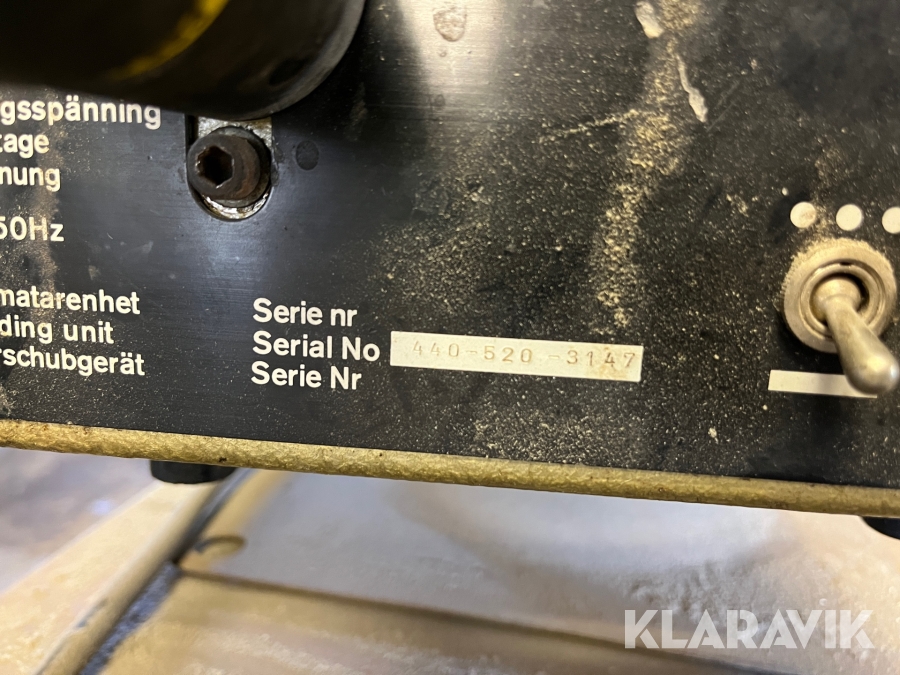 gsspänning
tage
nung
50Hz
matarenhet
ding unit
rschubgerät
Serie nr
Serial No 440-520-3147
Serie Nr
KLARAVIK